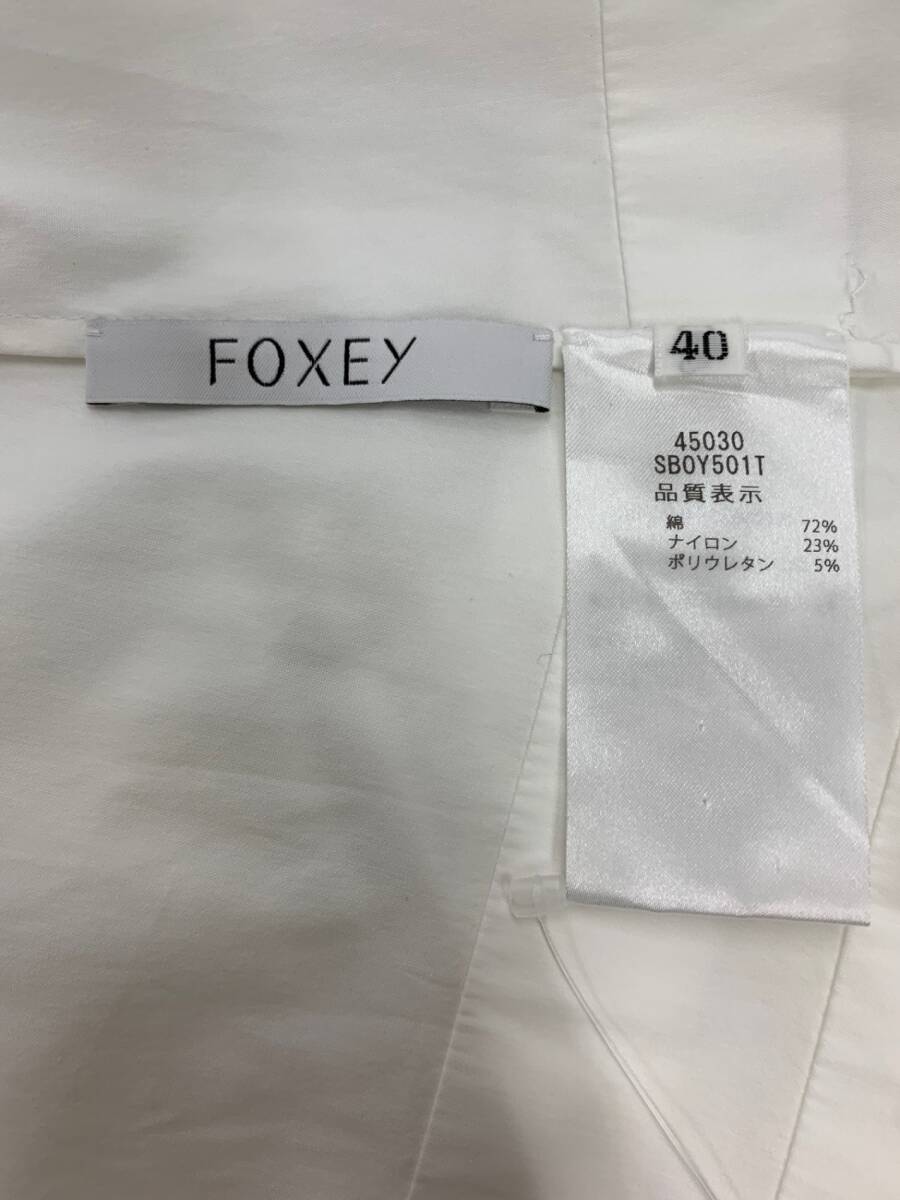 FOXEY
40
45030
SBOY501T
品質表示
綿 72%
ナイロン 23%
ポリウレタン 5%